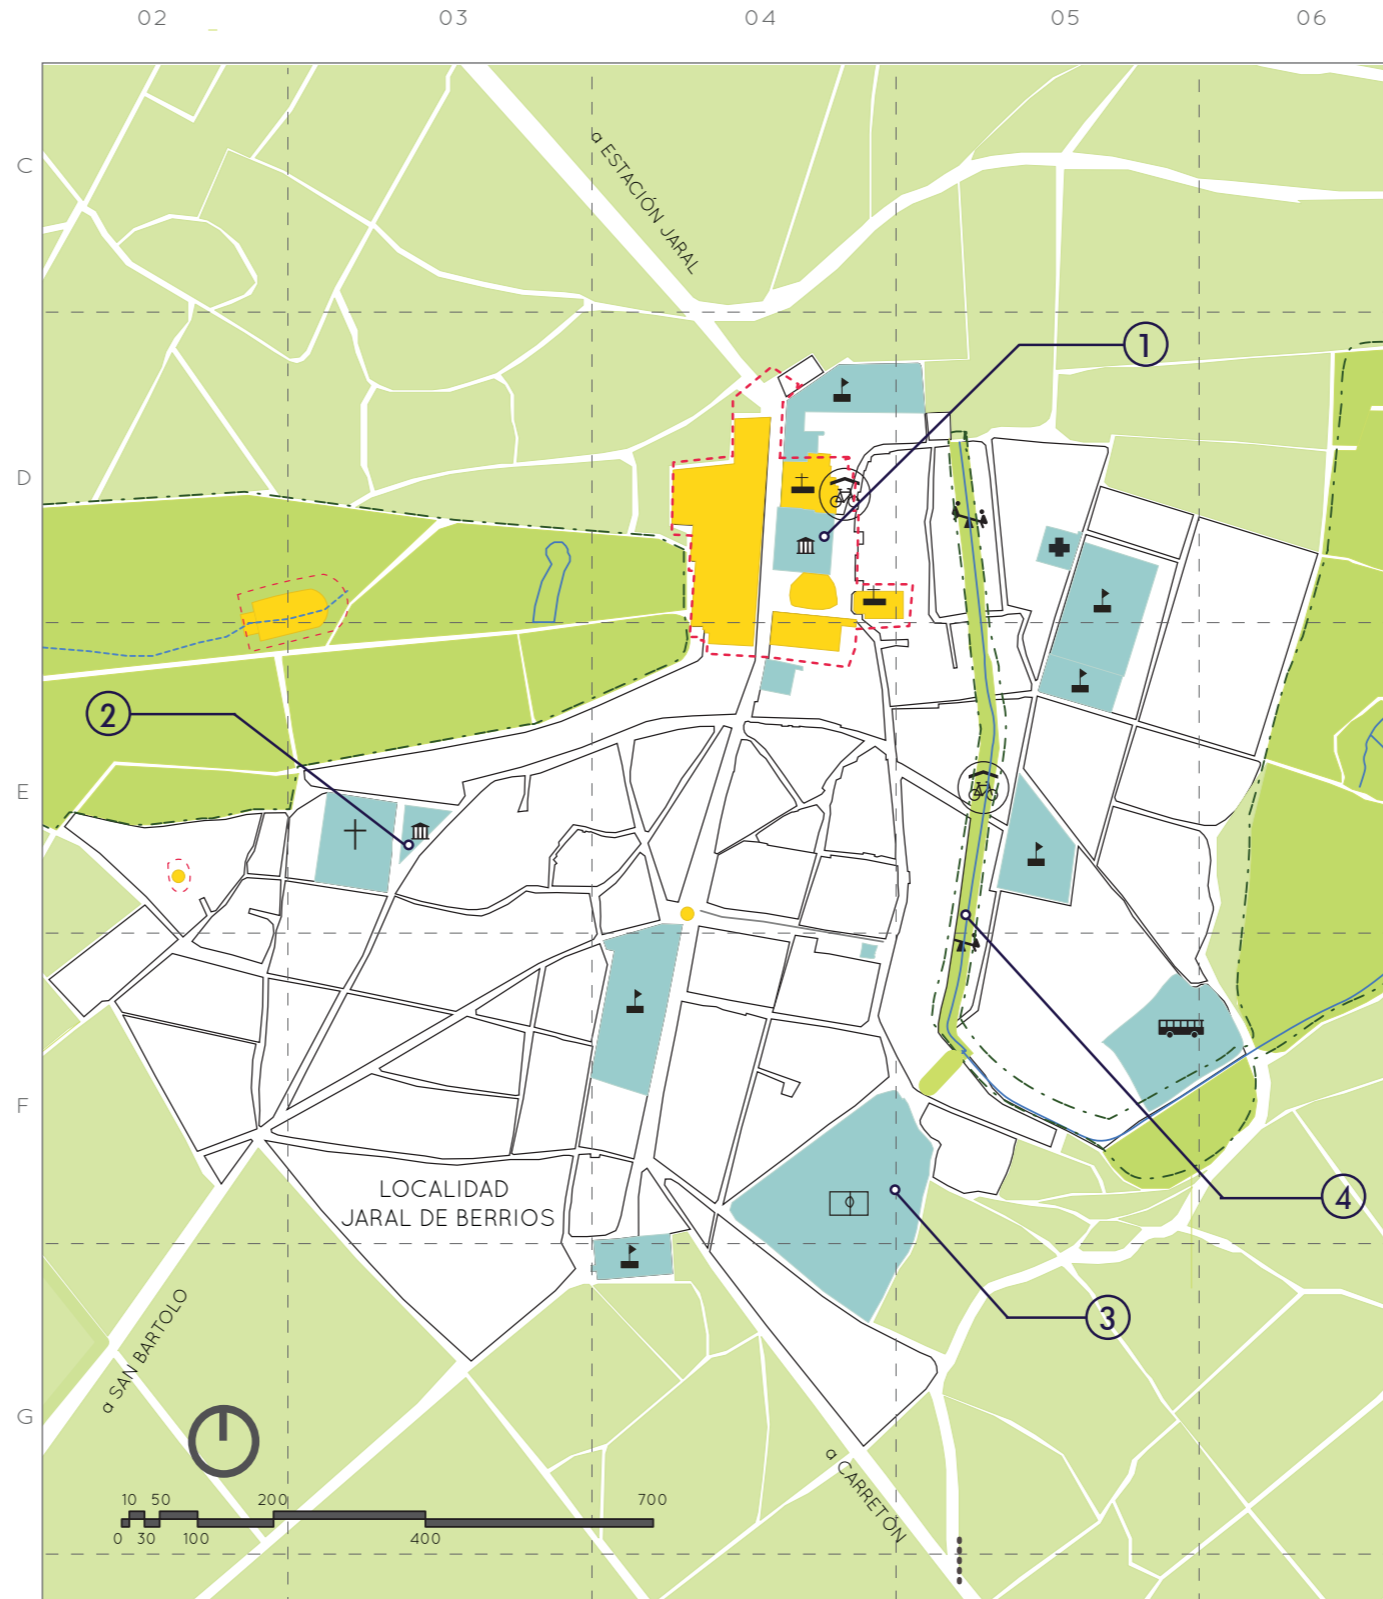 02 03 04 05 06
C
a ESTACIÓN JARAL
1
D
2
E
F
LOCALIDAD
JARAL DE BERRIOS
4
3
a SAN BARTOLO
G
a CARRETÓN
10 50 200 700
0 30 100 400